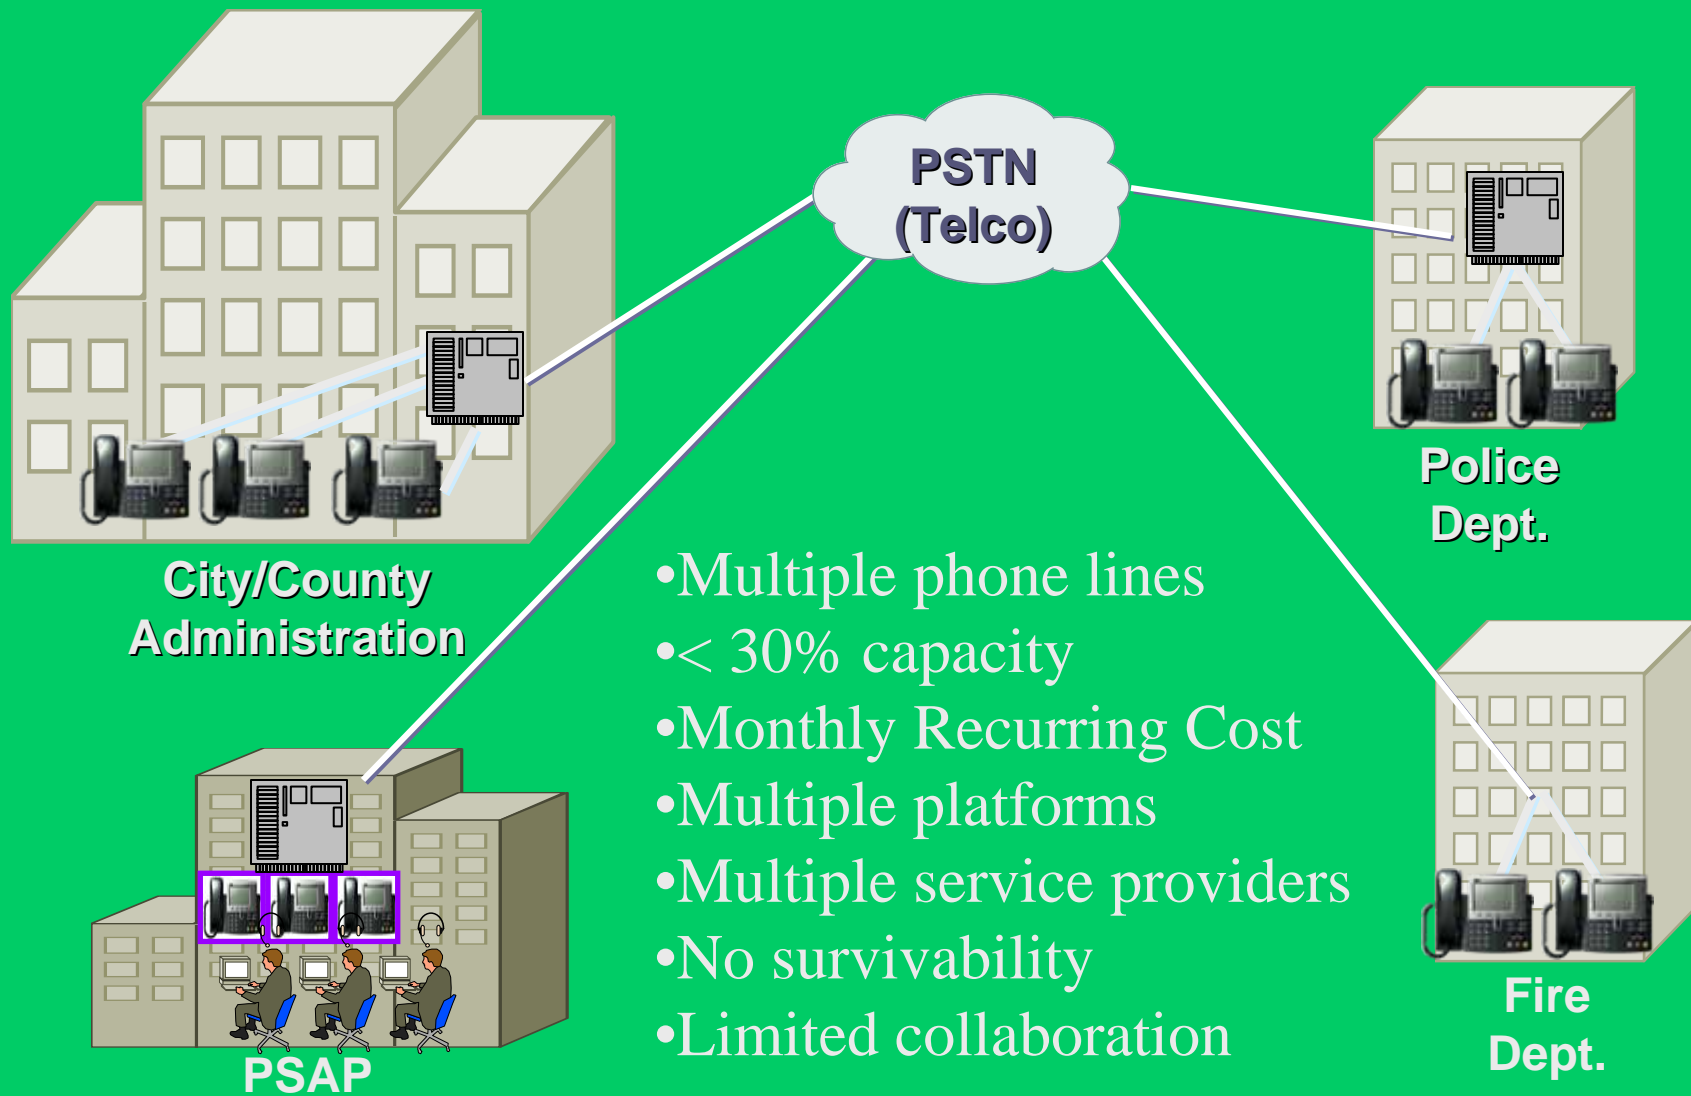 PSTN
(Telco)
Police
Dept.
City/County
Administration
•Multiple phone lines
•< 30% capacity
•Monthly Recurring Cost
•Multiple platforms
•Multiple service providers
•No survivability
•Limited collaboration
Fire
Dept.
PSAP